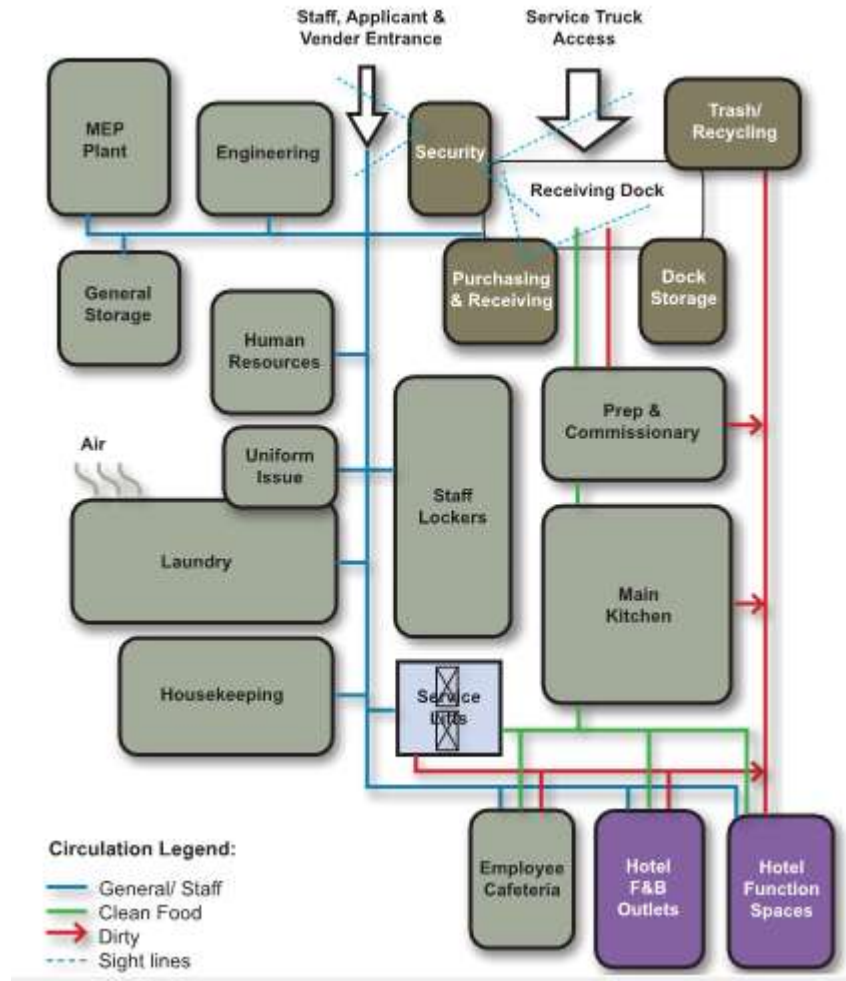 Staff, Applicant &
Vender Entrance
Service Truck
Access
MEP
Plant
Engineering
Security
Trash/
Recycling
Receiving Dock
General
Storage
Purchasing
& Receiving
Dock
Storage
Human
Resources
Prep &
Commissionary
Air
Uniform
Issue
Staff
Lockers
Laundry
Main
Kitchen
Housekeeping
Service
Lifts
Employee
Cafeteria
Hotel
F&B
Outlets
Hotel
Function
Spaces
Circulation Legend:
General/ Staff
Clean Food
Dirty
Sight lines